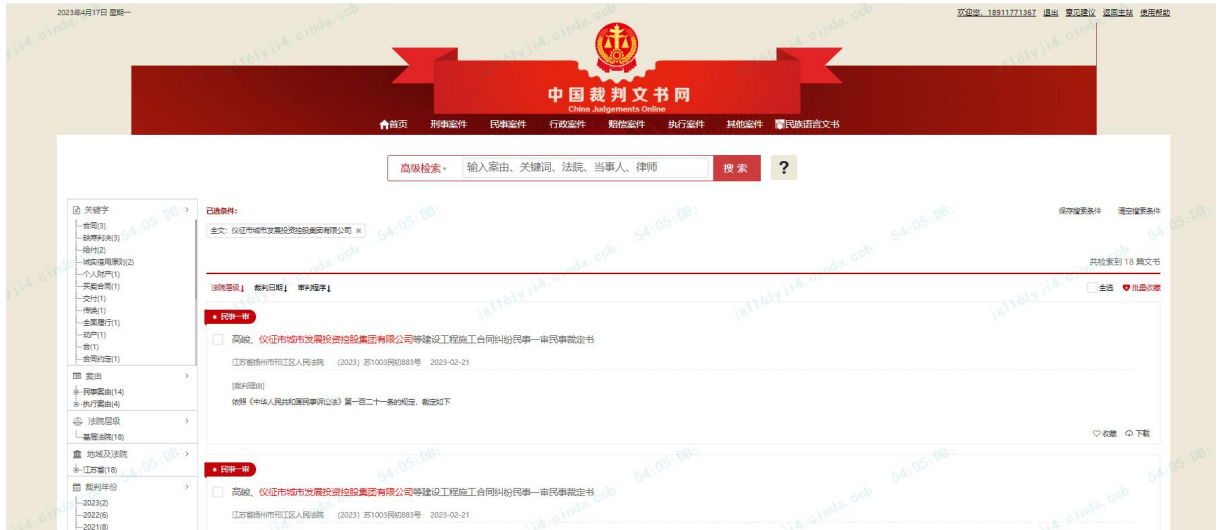 2023年4月17日 星期一
欢迎您，18911771367 退出 意见建议 返回主站 使用帮助
中国裁判文书网
China Judgements Online
首页 刑事案件 民事案件 行政案件 赔偿案件 执行案件 其他案件 民族语言文书
高级检索 输入案由、关键词、法院、当事人、律师 搜索 ?
关键字
合同(3)
缺席判决(3)
给付(2)
诚实信用原则(2)
个人财产(1)
买卖合同(1)
交付(1)
传唤(1)
全面履行(1)
动产(1)
合(1)
合同约定(1)
案由
民事案由(14)
执行案由(4)
法院层级
基层法院(18)
地域及法院
江苏省(18)
裁判年份
2023(2)
2022(6)
2021(8)
已选条件：
保存搜索条件 清空搜索条件
全文：仪征市城市发展投资控股集团有限公司 ×
共检索到 18 篇文书
法院层级 裁判日期 审判程序
全选 批量收藏
民事一审
高峻、仪征市城市发展投资控股集团有限公司等建设工程施工合同纠纷民事一审民事裁定书
江苏省扬州市邗江区人民法院 （2023）苏1003民初883号 2023-02-21
[裁判理由]
依照《中华人民共和国民事诉讼法》第一百二十一条的规定，裁定如下
收藏 下载
民事一审
高峻、仪征市城市发展投资控股集团有限公司等建设工程施工合同纠纷民事一审民事裁定书
江苏省扬州市邗江区人民法院 （2023）苏1003民初883号 2023-02-21